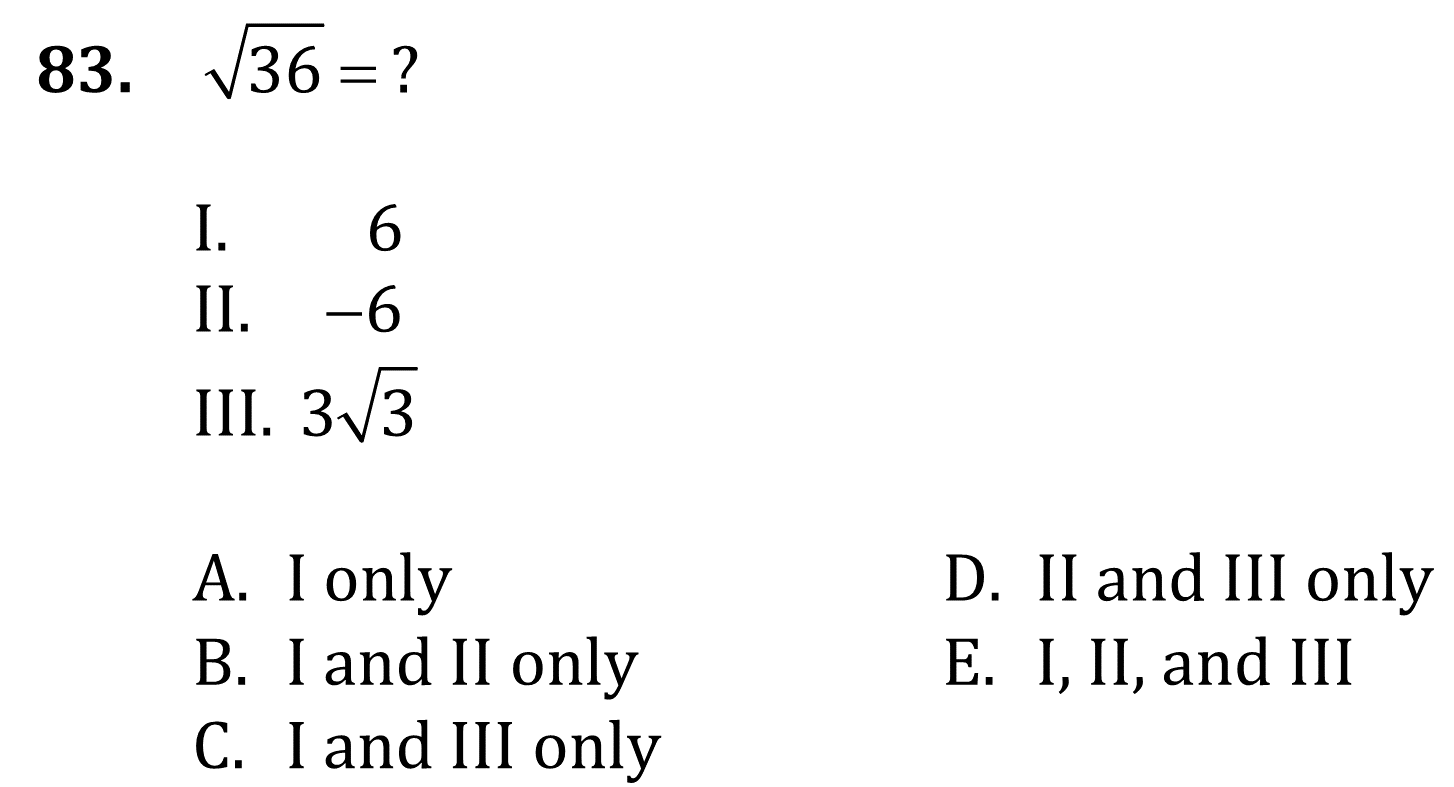 83. √36 = ?
I. 6
II. –6
III. 3√3
A. I only
B. I and II only
C. I and III only
D. II and III only
E. I, II, and III